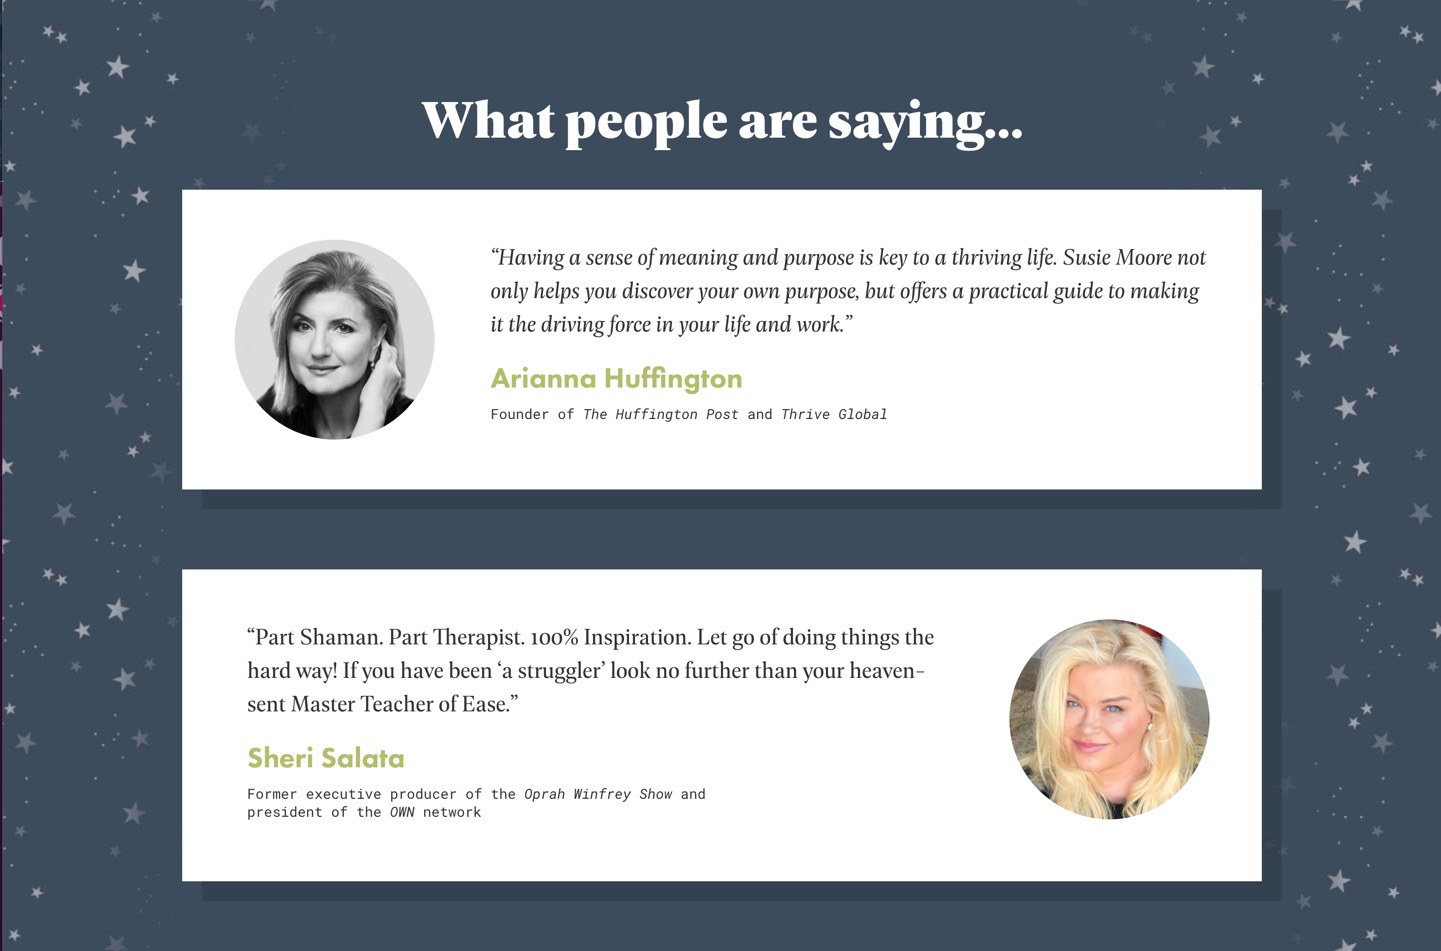 What people are saying...
“Having a sense of meaning and purpose is key to a thriving life. Susie Moore not
only helps you discover your own purpose, but offers a practical guide to making
it the driving force in your life and work.”
Arianna Huffington
Founder of The Huffington Post and Thrive Global
“Part Shaman. Part Therapist. 100% Inspiration. Let go of doing things the
hard way! If you have been ‘a struggler’ look no further than your heaven-
sent Master Teacher of Ease.”
Sheri Salata
Former executive producer of the Oprah Winfrey Show and
president of the OWN network